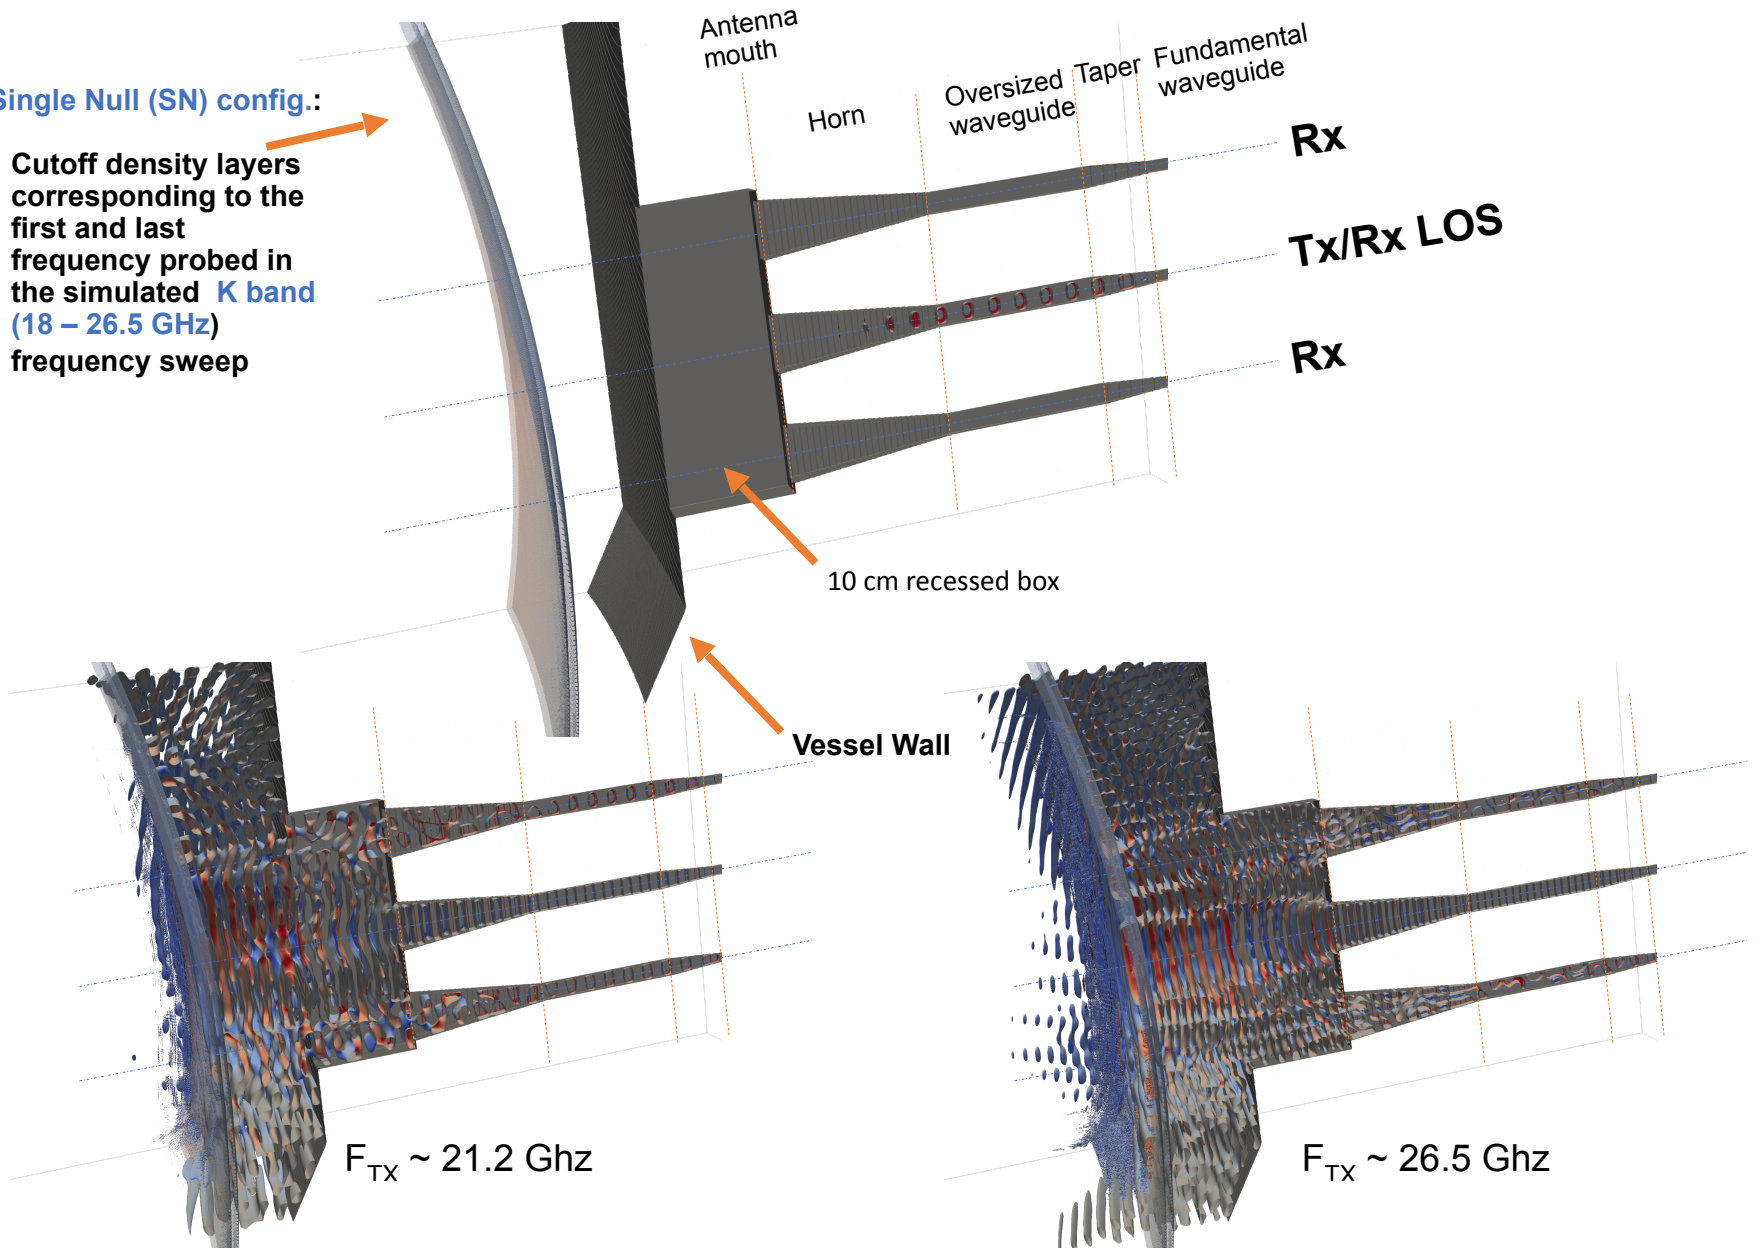 Antenna
mouth
Horn
Oversized
waveguide
Taper
Fundamental
waveguide
Single Null (SN) config.:
Cutoff density layers
corresponding to the
first and last
frequency probed in
the simulated K band
(18 – 26.5 GHz)
frequency sweep
Rx
Tx/Rx LOS
Rx
10 cm recessed box
Vessel Wall
FTX ~ 21.2 Ghz
FTX ~ 26.5 Ghz